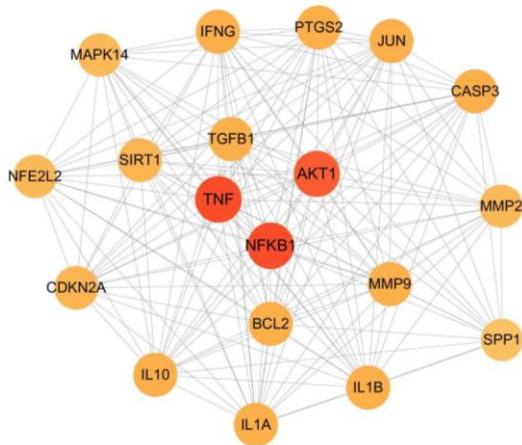 IFNG
PTGS2
JUN
MAPK14
CASP3
TGFB1
SIRT1
AKT1
NFE2L2
TNF
MMP2
NFKB1
CDKN2A
MMP9
BCL2
SPP1
IL10
IL1B
IL1A